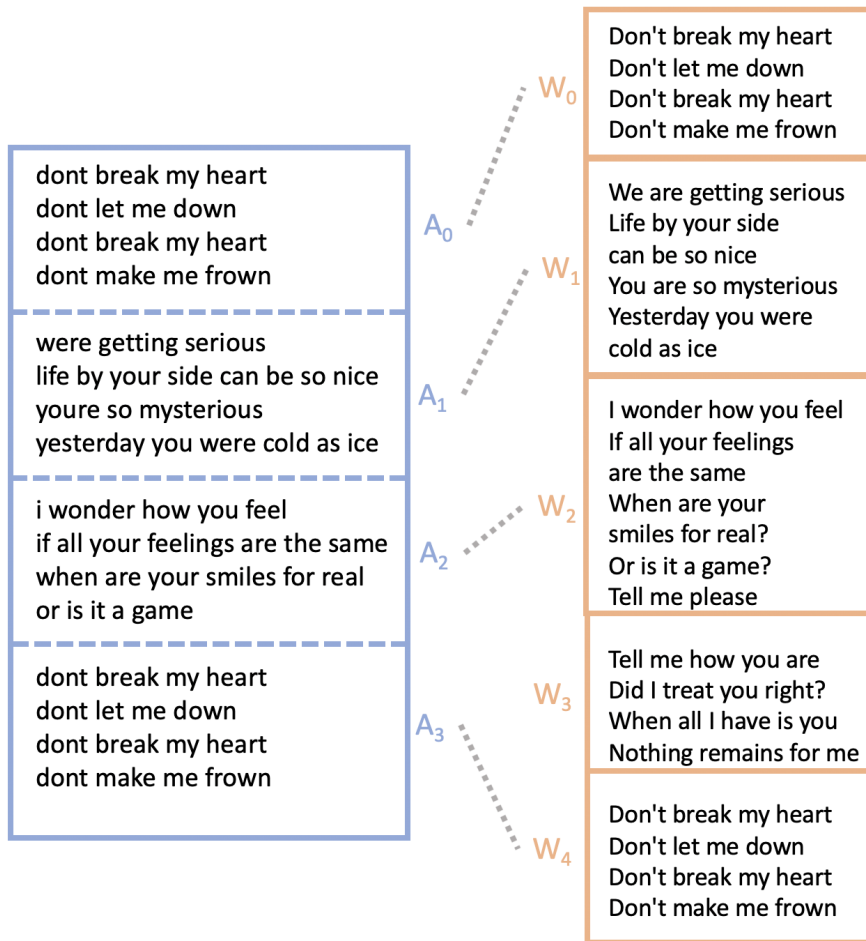 dont break my heart
dont let me down
dont break my heart
dont make me frown
A0
were getting serious
life by your side can be so nice
youre so mysterious
yesterday you were cold as ice
A1
i wonder how you feel
if all your feelings are the same
when are your smiles for real
or is it a game
A2
dont break my heart
dont let me down
dont break my heart
dont make me frown
A3
W0
Don't break my heart
Don't let me down
Don't break my heart
Don't make me frown
W1
We are getting serious
Life by your side
can be so nice
You are so mysterious
Yesterday you were
cold as ice
W2
I wonder how you feel
If all your feelings
are the same
When are your
smiles for real?
Or is it a game?
Tell me please
W3
Tell me how you are
Did I treat you right?
When all I have is you
Nothing remains for me
W4
Don't break my heart
Don't let me down
Don't break my heart
Don't make me frown